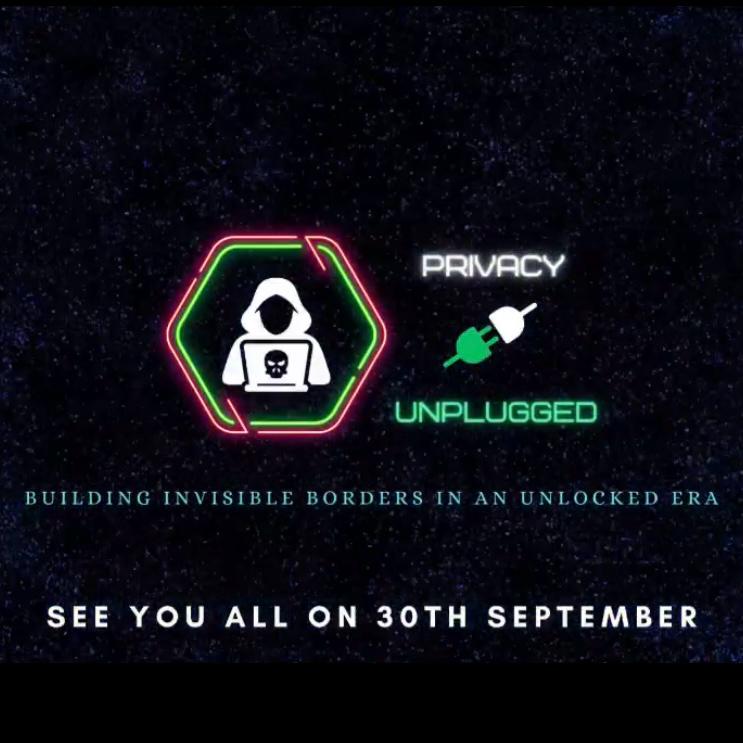 PRIVACY
UNPLUGGED
BUILDING INVISIBLE BORDERS IN AN UNLOCKED ERA
SEE YOU ALL ON 30TH SEPTEMBER